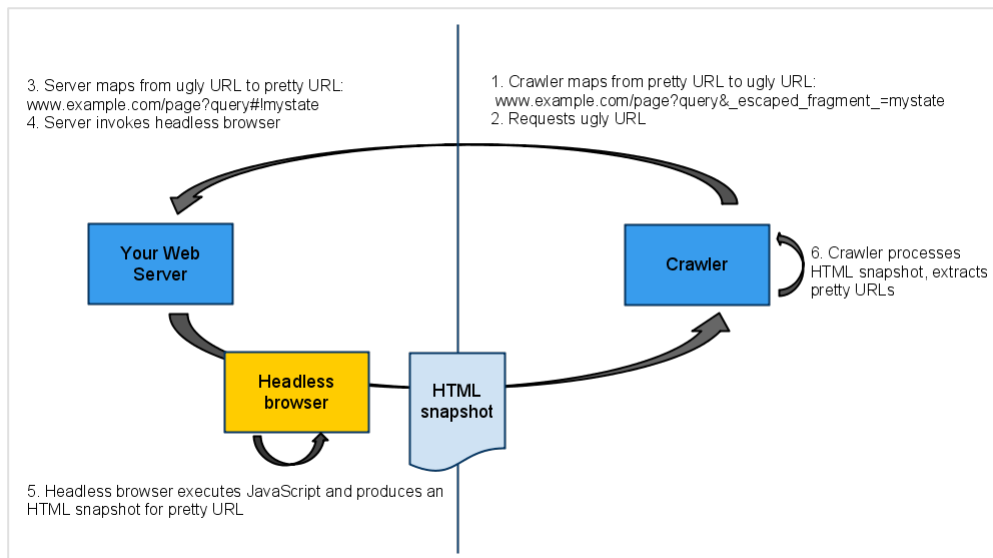 3. Server maps from ugly URL to pretty URL:
www.example.com/page?query#!mystate
4. Server invokes headless browser
1. Crawler maps from pretty URL to ugly URL:
www.example.com/page?query&_escaped_fragment_=mystate
2. Requests ugly URL
Your Web
Server
Crawler
6. Crawler processes
HTML snapshot, extracts
pretty URLs
Headless
browser
HTML
snapshot
5. Headless browser executes JavaScript and produces an
HTML snapshot for pretty URL